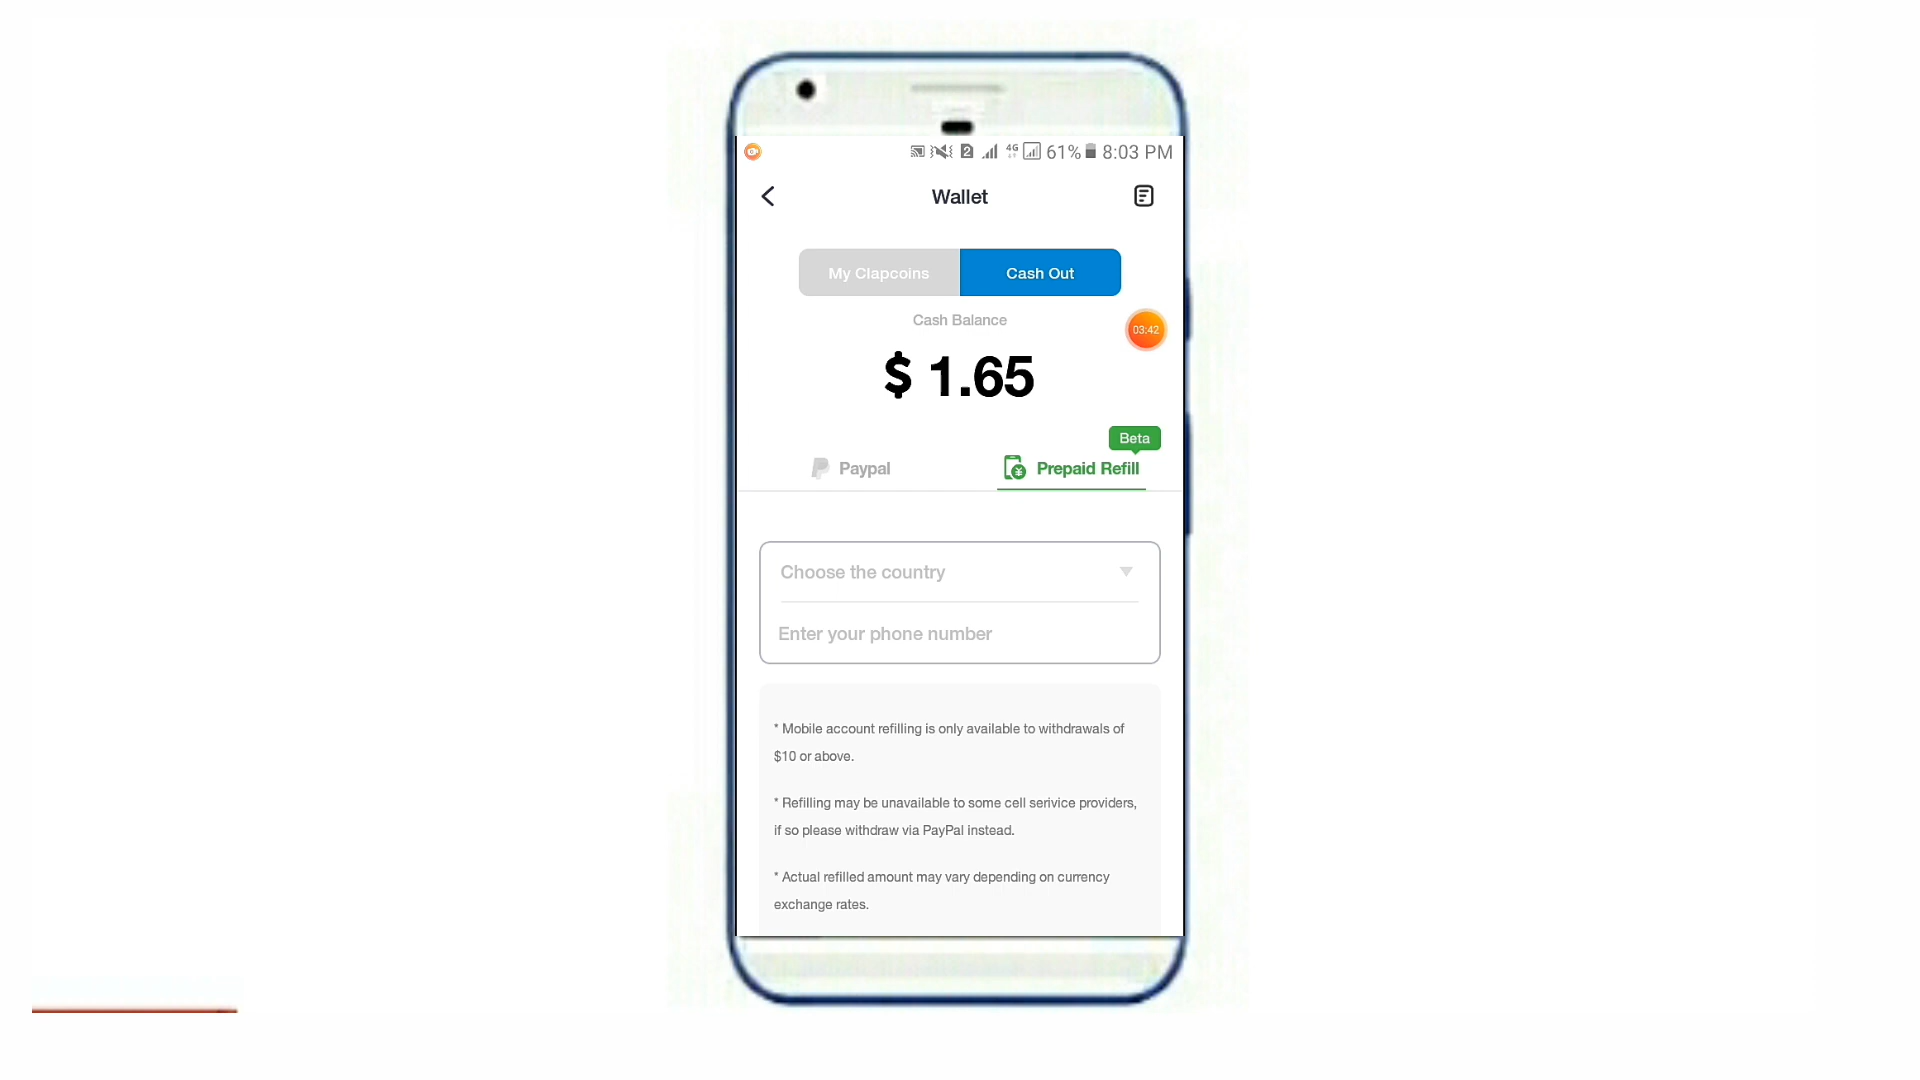 4G 61% 8:03 PM
Wallet
My Clapcoins Cash Out
Cash Balance
03:42
$ 1.65
Beta
Paypal Prepaid Refill
Choose the country
Enter your phone number
* Mobile account refilling is only available to withdrawals of
$10 or above.
* Refilling may be unavailable to some cell serivice providers,
if so please withdraw via PayPal instead.
* Actual refilled amount may vary depending on currency
exchange rates.